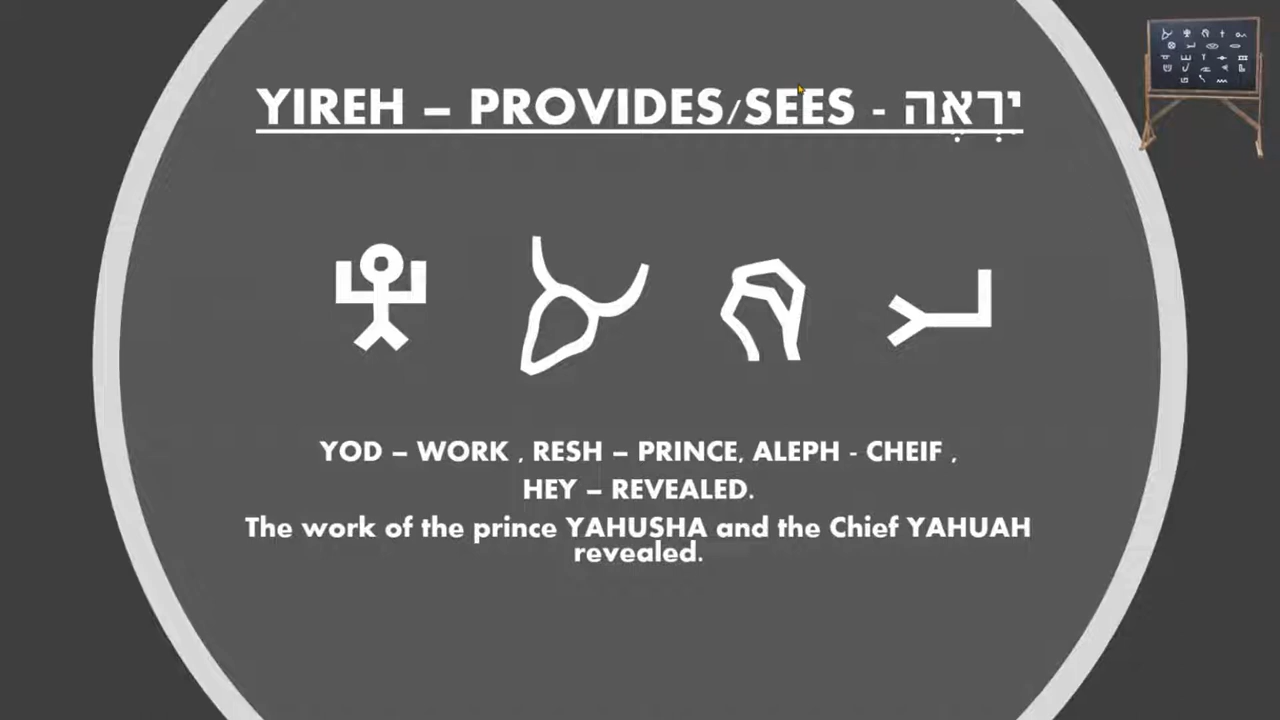 YIREH – PROVIDES/SEES - יִרְאֶה
YOD – WORK , RESH – PRINCE, ALEPH - CHEIF ,
HEY – REVEALED.
The work of the prince YAHUSHA and the Chief YAHUAH
revealed.